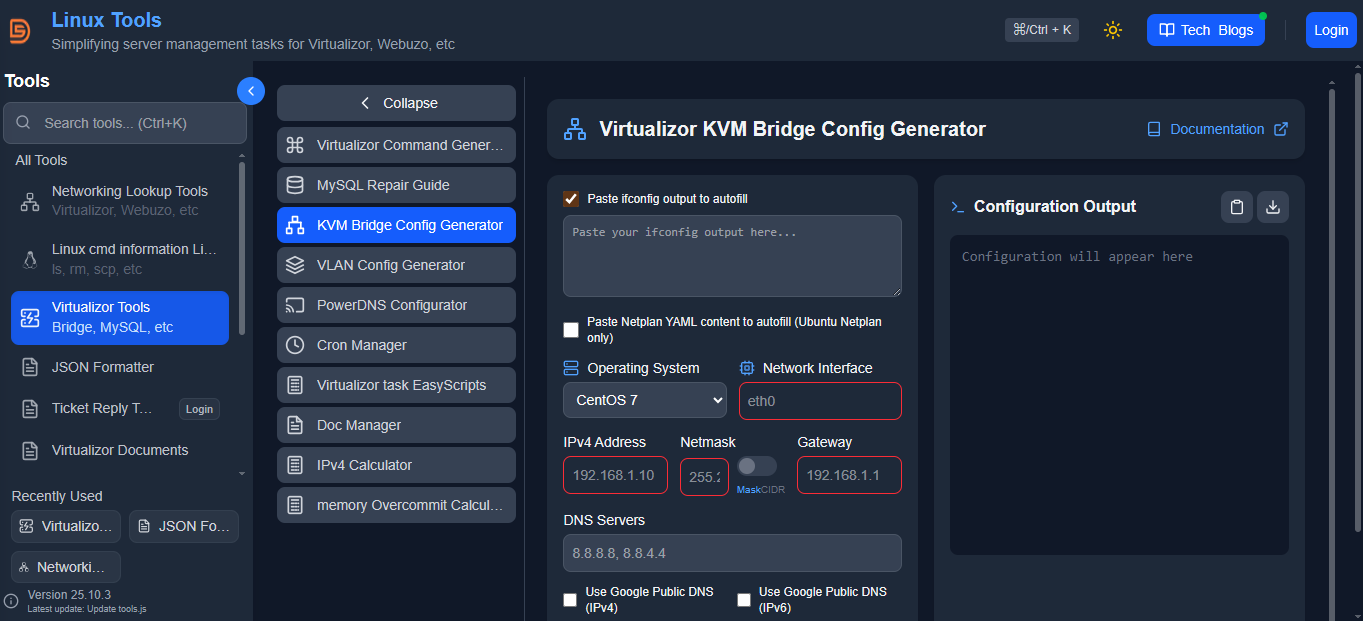 Linux Tools
Simplifying server management tasks for Virtualizor, Webuzo, etc
⌘/Ctrl + K
Tech Blogs
Login
Tools
Search tools... (Ctrl+K)
All Tools
Networking Lookup Tools
Virtualizor, Webuzo, etc
Linux cmd information Li...
ls, rm, scp, etc
Virtualizor Tools
Bridge, MySQL, etc
JSON Formatter
Ticket Reply T...
Login
Virtualizor Documents
Recently Used
Virtualizo...
JSON Fo...
Networki...
Version 25.10.3
Latest update: Update tools.js
Collapse
Virtualizor Command Gener...
MySQL Repair Guide
KVM Bridge Config Generator
VLAN Config Generator
PowerDNS Configurator
Cron Manager
Virtualizor task EasyScripts
Doc Manager
IPv4 Calculator
memory Overcommit Calcul...
Virtualizor KVM Bridge Config Generator
Documentation
Paste ifconfig output to autofill
Paste your ifconfig output here...
Paste Netplan YAML content to autofill (Ubuntu Netplan
only)
Operating System
Network Interface
CentOS 7
eth0
IPv4 Address
Netmask
Gateway
192.168.1.10
255.2
MaskCIDR
192.168.1.1
DNS Servers
8.8.8.8, 8.8.4.4
Use Google Public DNS
(IPv4)
Use Google Public DNS
(IPv6)
Configuration Output
Configuration will appear here